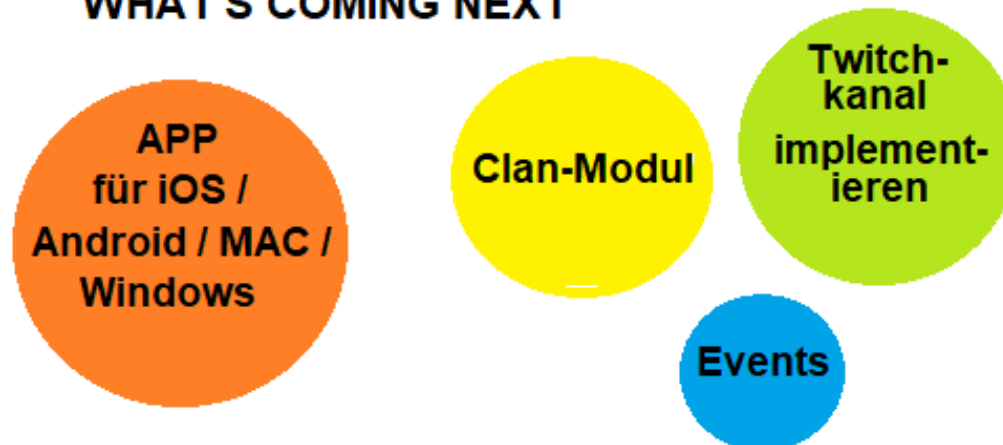 WHAT'S COMING NEXT
APP
für iOS /
Android / MAC /
Windows
Clan-Modul
Twitch-
kanal
implement-
ieren
Events